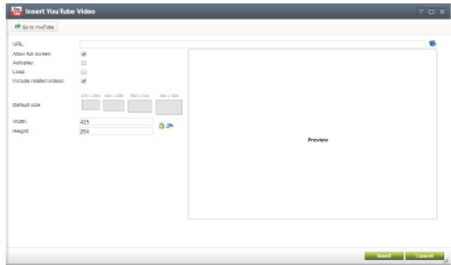 Insert YouTube Video
Go to YouTube
URL:
Allow full screen:
Autoplay:
Loop:
Include related videos:
Default size
Width: 425
Height: 264
Preview
Insert Cancel